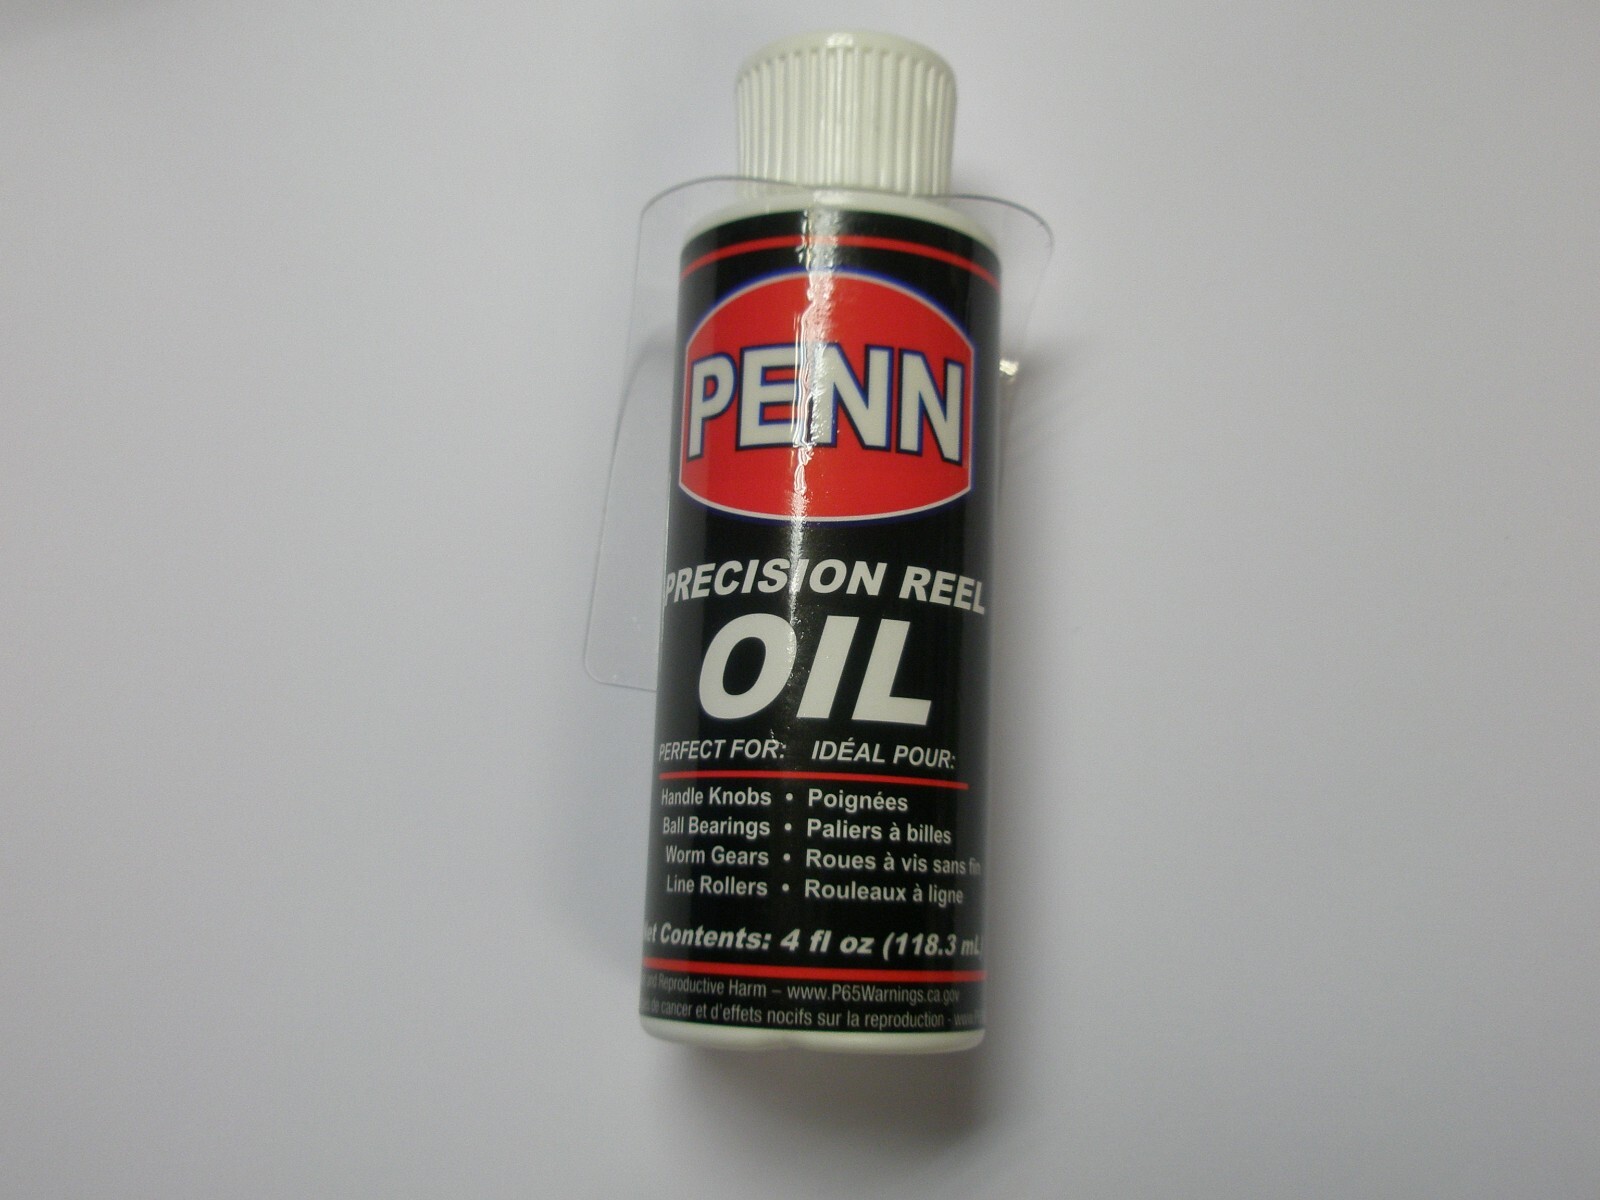 PENN
PRECISION REEL
OIL
PERFECT FOR: IDÉAL POUR:
Handle Knobs • Poignées
Ball Bearings • Paliers à billes
Worm Gears • Roues à vis sans fin
Line Rollers • Rouleaux à ligne
Contents: 4 fl oz (118.3 mL
and Reproductive Harm – www.P65Warnings.ca.gov
de cancer et d'effets nocifs sur la reproduction -